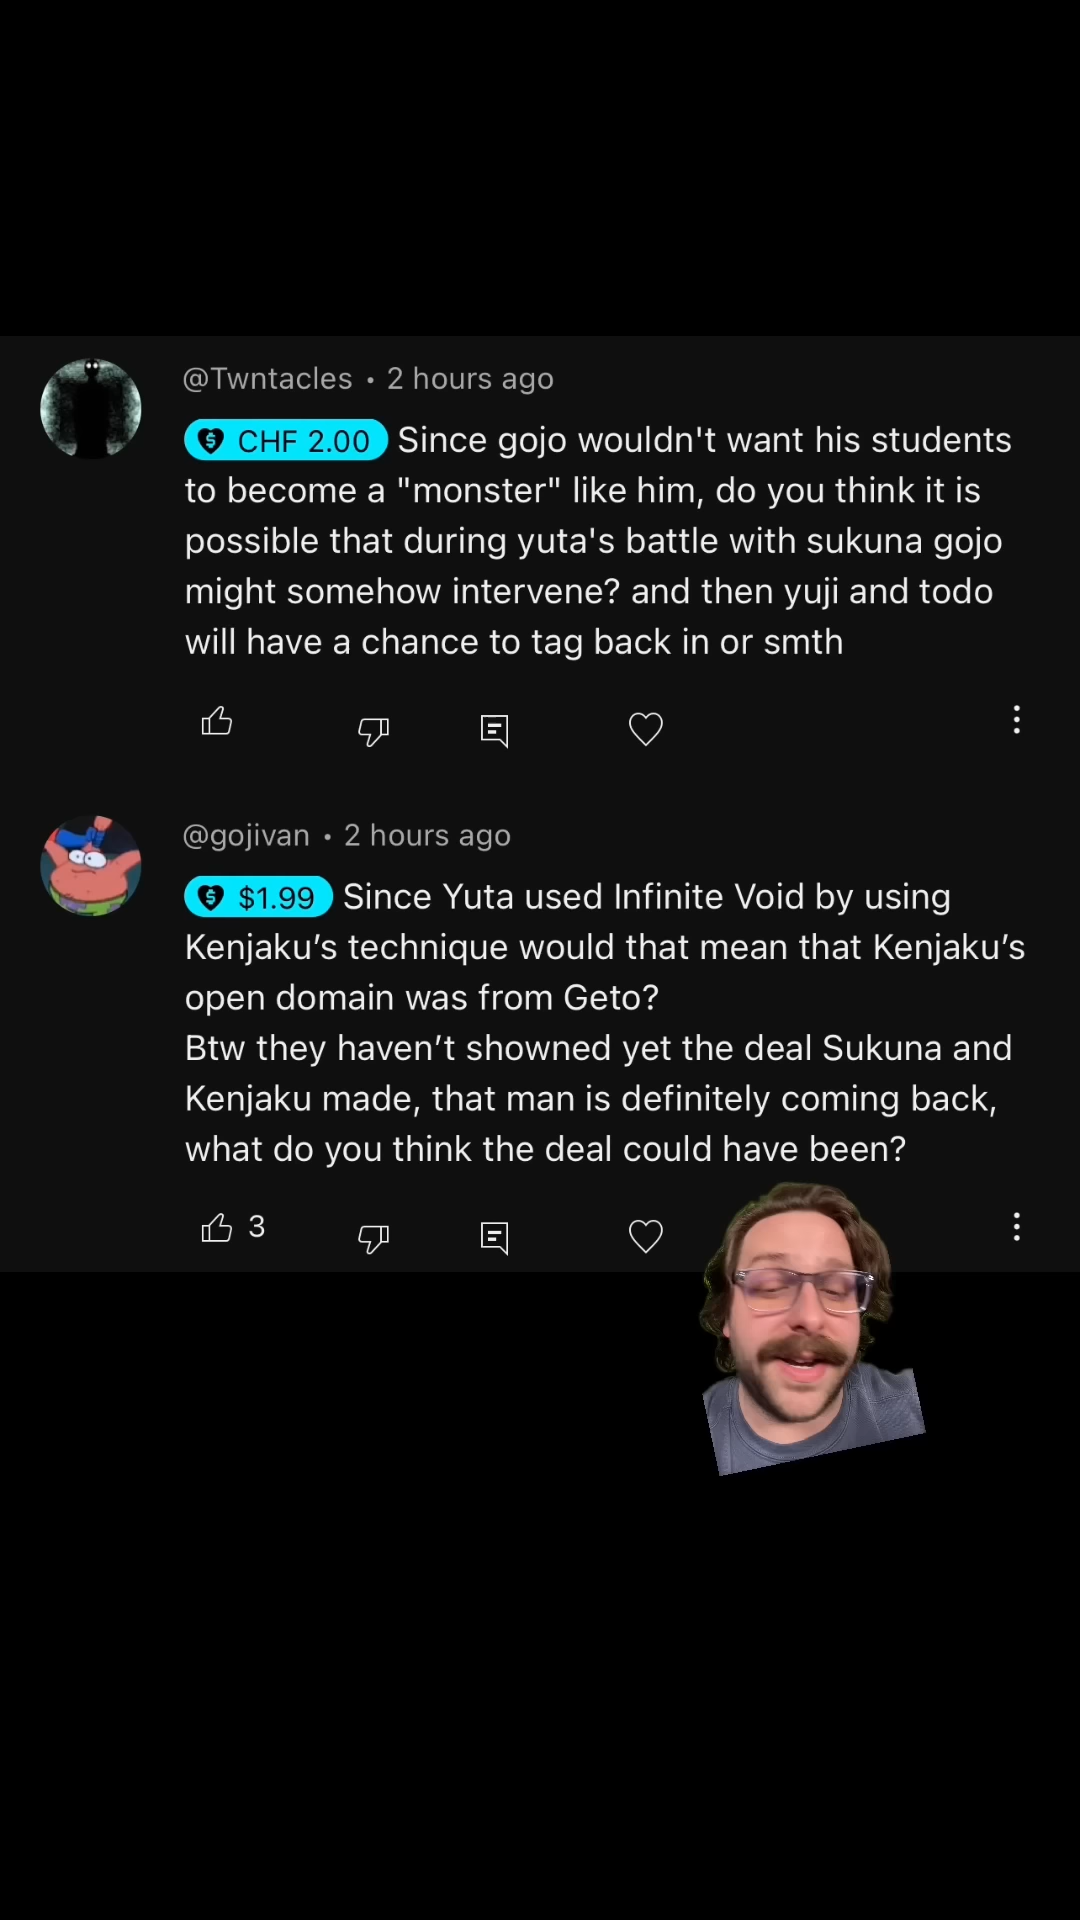 @Twntacles • 2 hours ago
CHF 2.00 Since gojo wouldn't want his students
to become a "monster" like him, do you think it is
possible that during yuta's battle with sukuna gojo
might somehow intervene? and then yuji and todo
will have a chance to tag back in or smth
@gojivan • 2 hours ago
$1.99 Since Yuta used Infinite Void by using
Kenjaku’s technique would that mean that Kenjaku’s
open domain was from Geto?
Btw they haven’t showned yet the deal Sukuna and
Kenjaku made, that man is definitely coming back,
what do you think the deal could have been?
3